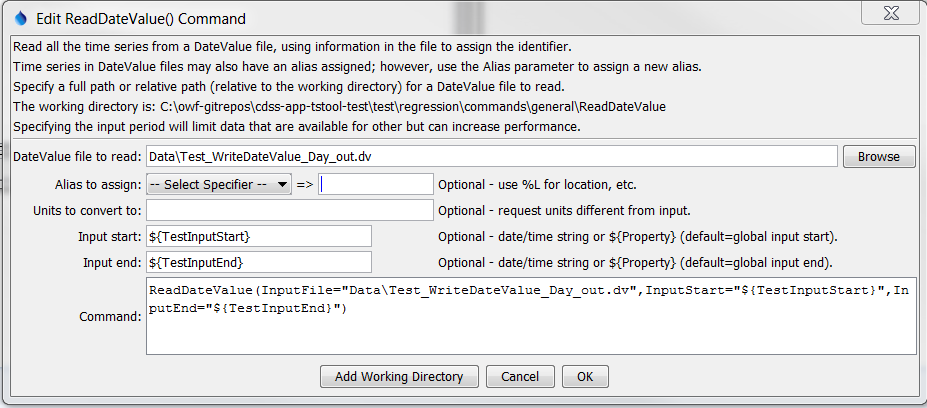 Edit ReadDateValue() Command
Read all the time series from a DateValue file, using information in the file to assign the identifier.
Time series in DateValue files may also have an alias assigned; however, use the Alias parameter to assign a new alias.
Specify a full path or relative path (relative to the working directory) for a DateValue file to read.
The working directory is: C:\owf-gitrepos\cdss-app-tstool-test\test\regression\commands\general\ReadDateValue
Specifying the input period will limit data that are available for other but can increase performance.
DateValue file to read: Data\Test_WriteDateValue_Day_out.dv Browse
Alias to assign: -- Select Specifier -- => Optional - use %L for location, etc.
Units to convert to: Optional - request units different from input.
Input start: ${TestInputStart} Optional - date/time string or ${Property} (default=global input start).
Input end: ${TestInputEnd} Optional - date/time string or ${Property} (default=global input end).
Command: ReadDateValue(InputFile="Data\Test_WriteDateValue_Day_out.dv",InputStart="${TestInputStart}",In
putEnd="${TestInputEnd}")
Add Working Directory Cancel OK